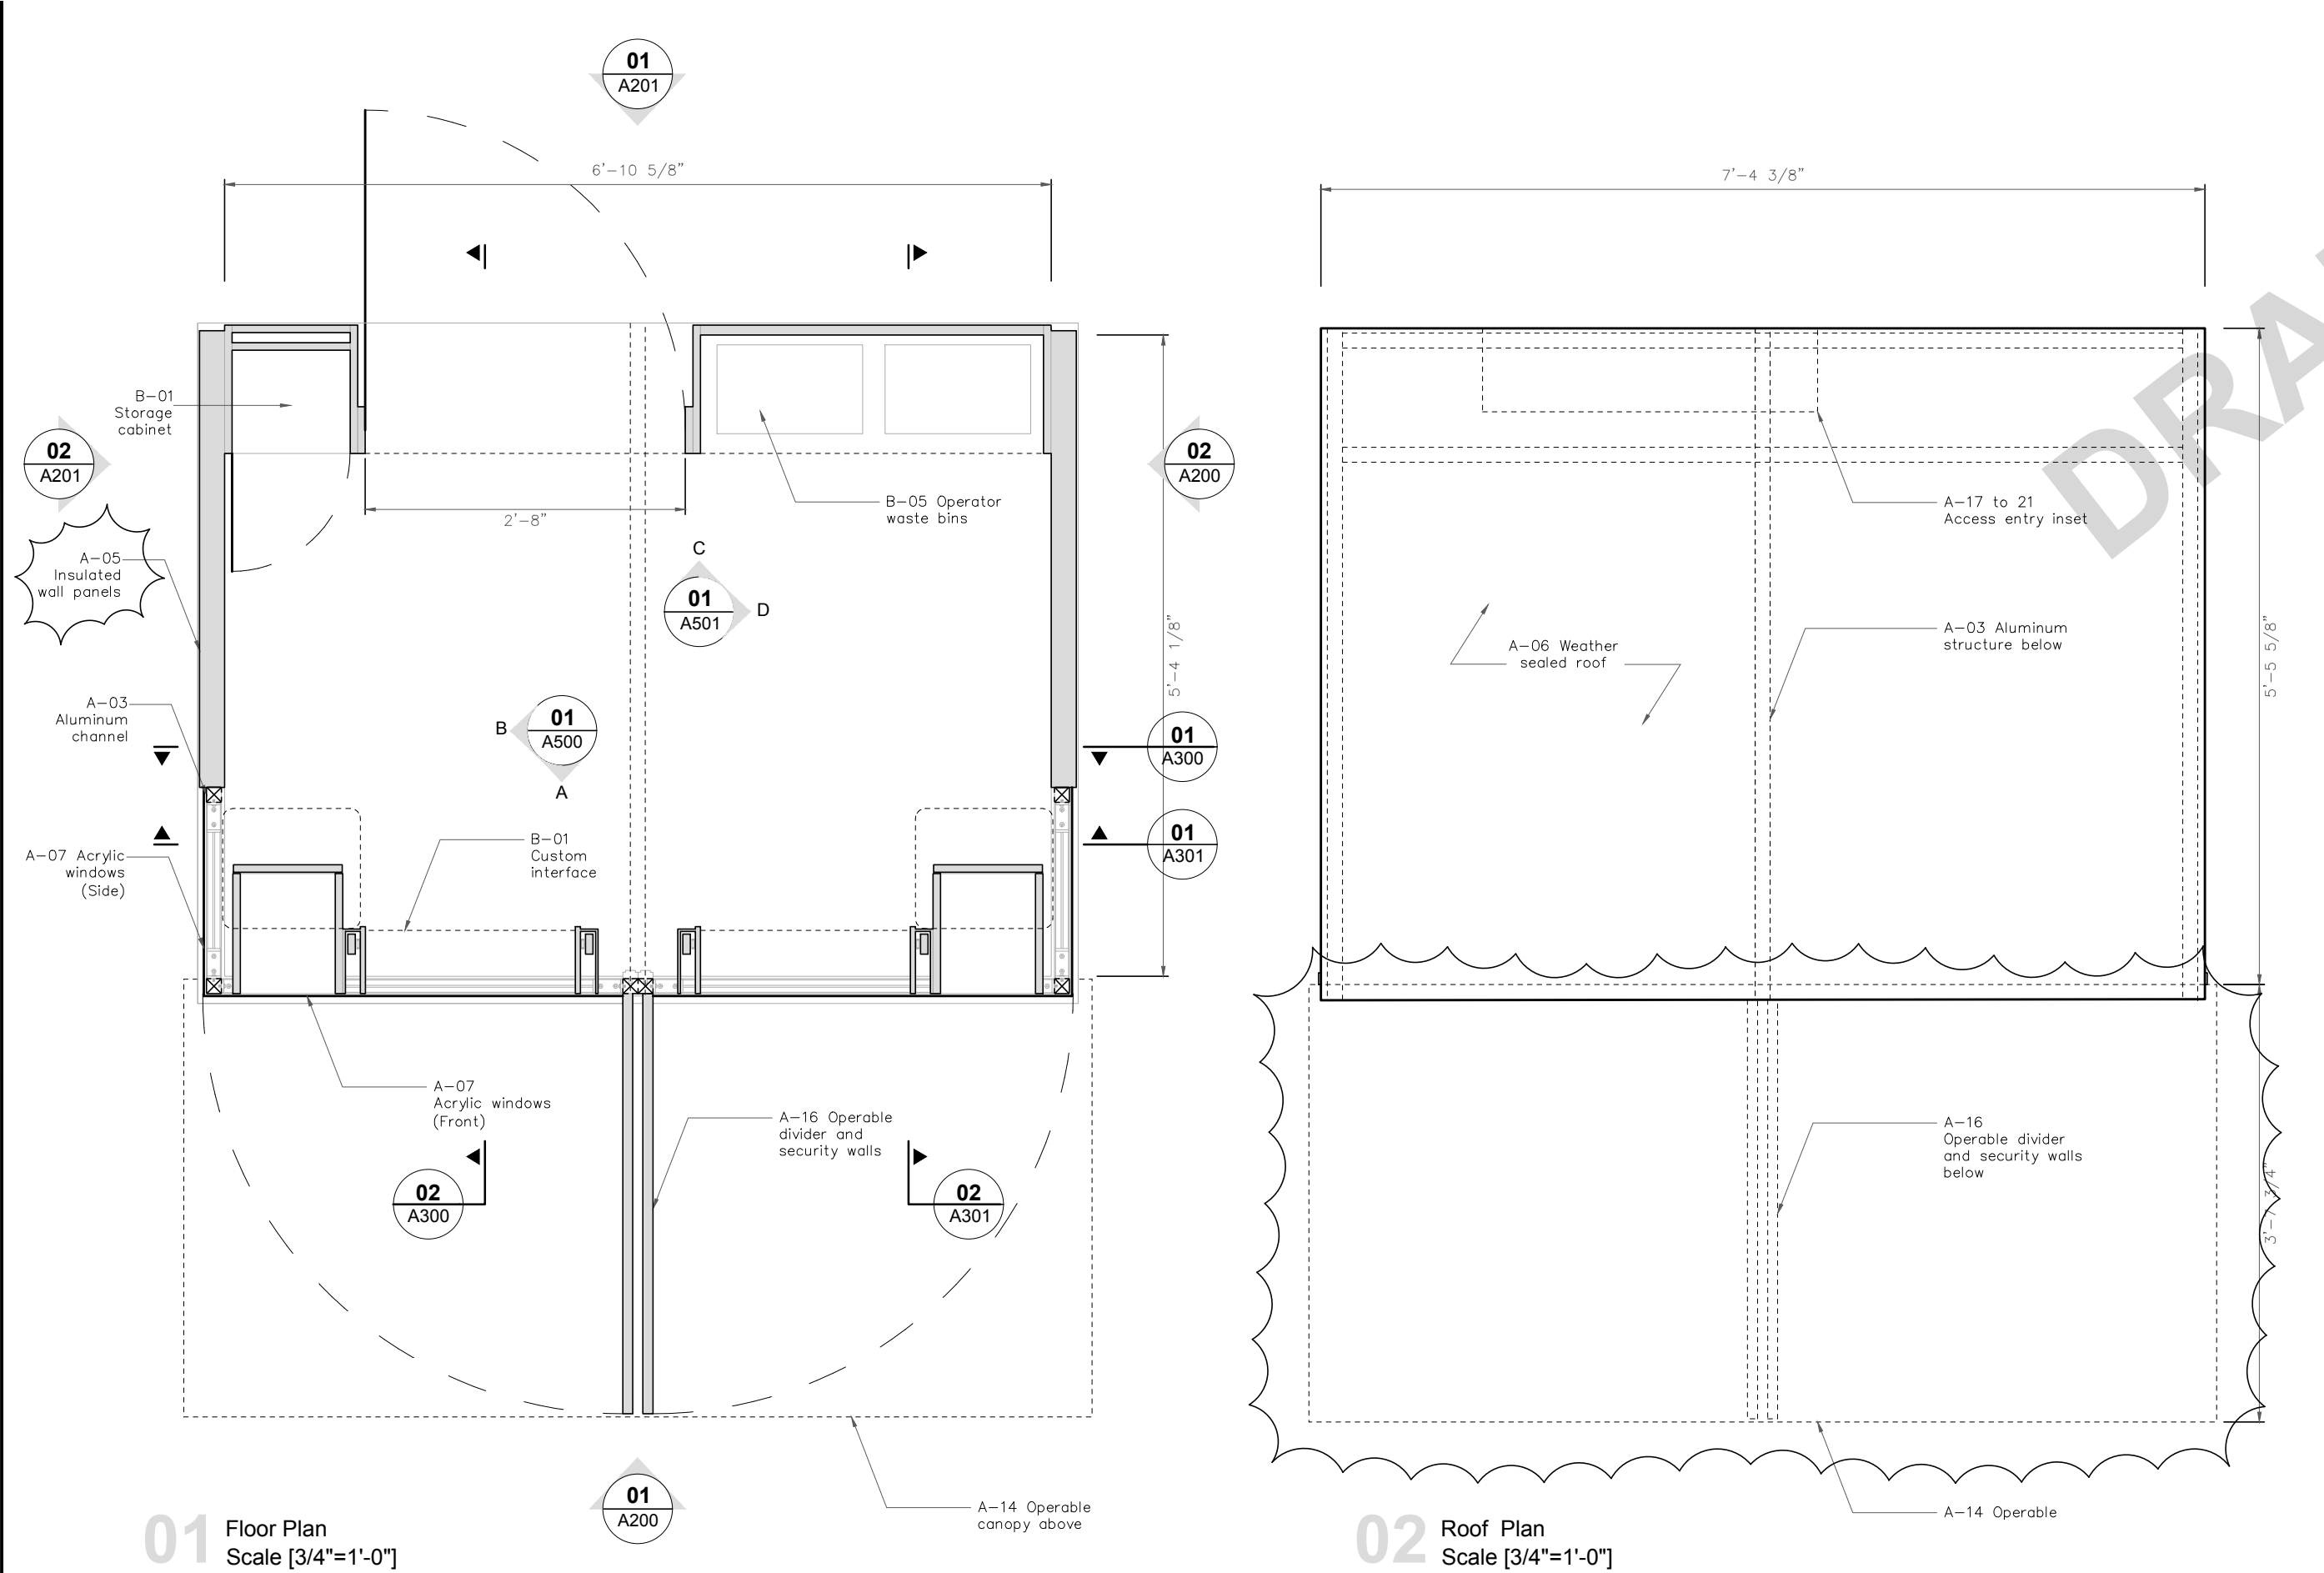 01
A201
6'-10 5/8"
7'-4 3/8"
DRA
B-01
Storage
cabinet
02
A201
02
A200
B-05 Operator
waste bins
A-17 to 21
Access entry inset
2'-8"
A-05
Insulated
wall panels
C
01
A501
D
5'-4 1/8"
A-06 Weather
sealed roof
A-03 Aluminum
structure below
5'-5 5/8"
A-03
Aluminum
channel
B
01
A500
A
01
A300
01
A301
A-07 Acrylic
windows
(Side)
B-01
Custom
interface
A-07
Acrylic windows
(Front)
A-16 Operable
divider and
security walls
A-16
Operable divider
and security walls
below
3'-7 3/4"
02
A300
02
A301
01
A200
A-14 Operable
canopy above
A-14 Operable
01
Floor Plan
Scale [3/4"=1'-0"]
02
Roof Plan
Scale [3/4"=1'-0"]